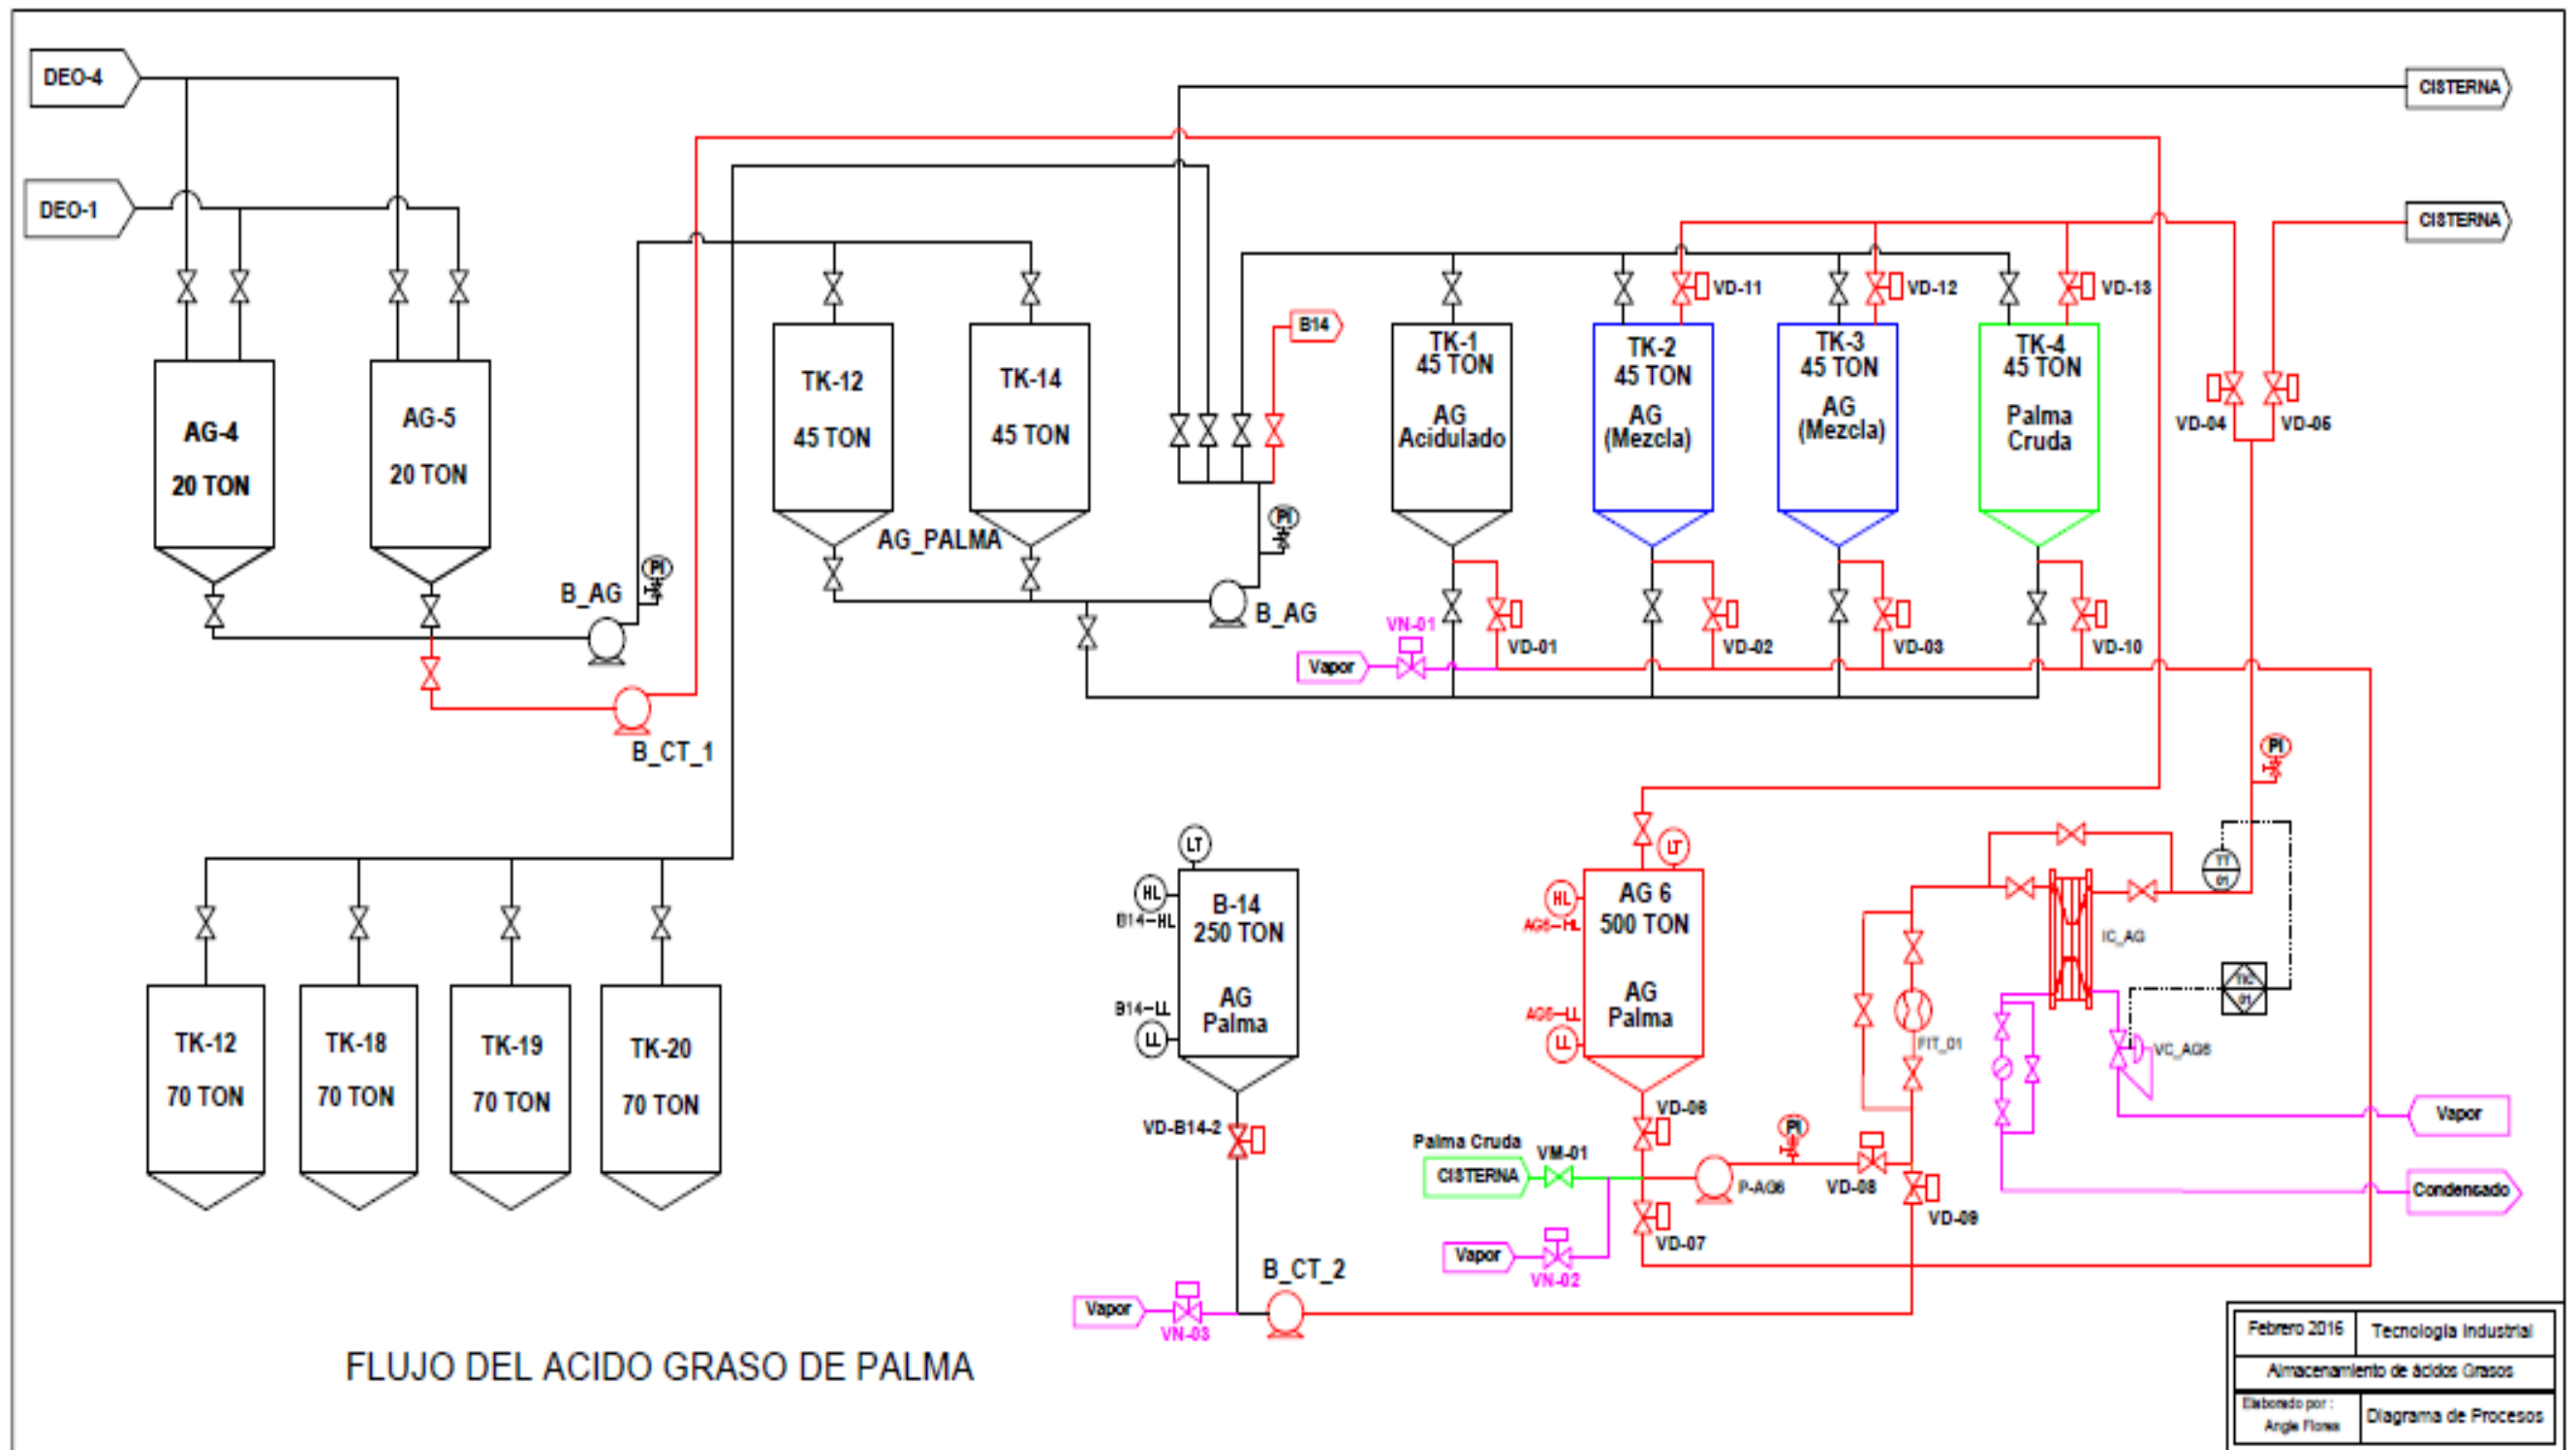 DEO-4
CISTERNA
DEO-1
CISTERNA
VD-11
VD-12
VD-13
B14
TK-1
45 TON
AG
Acidulado
TK-2
45 TON
AG
(Mezcla)
TK-3
45 TON
AG
(Mezcla)
TK-4
45 TON
Palma
Cruda
TK-12
45 TON
TK-14
45 TON
AG-4
20 TON
AG-5
20 TON
VD-04
VD-05
AG_PALMA
PI
PI
B_AG
B_AG
VN-01
Vapor
VD-01
VD-02
VD-03
VD-10
B_CT_1
PI
LT
HL
B14-HL
B-14
250 TON
AG
Palma
B14-LL
LL
LT
HL
AG6-HL
AG 6
500 TON
AG
Palma
AG6-LL
LL
TT
01
IC_AG
TIC
01
FIT_01
VC_AG6
TK-12
70 TON
TK-18
70 TON
TK-19
70 TON
TK-20
70 TON
VD-B14-2
VD-06
Palma Cruda
CISTERNA
VM-01
PI
P-AG6
VD-08
VD-09
VD-07
Vapor
Condensado
Vapor
VN-02
B_CT_2
Vapor
VN-03
FLUJO DEL ACIDO GRASO DE PALMA
Febrero 2016
Tecnología Industrial
Almacenamiento de ácidos Grasos
Elaborado por :
Angie Flores
Diagrama de Procesos